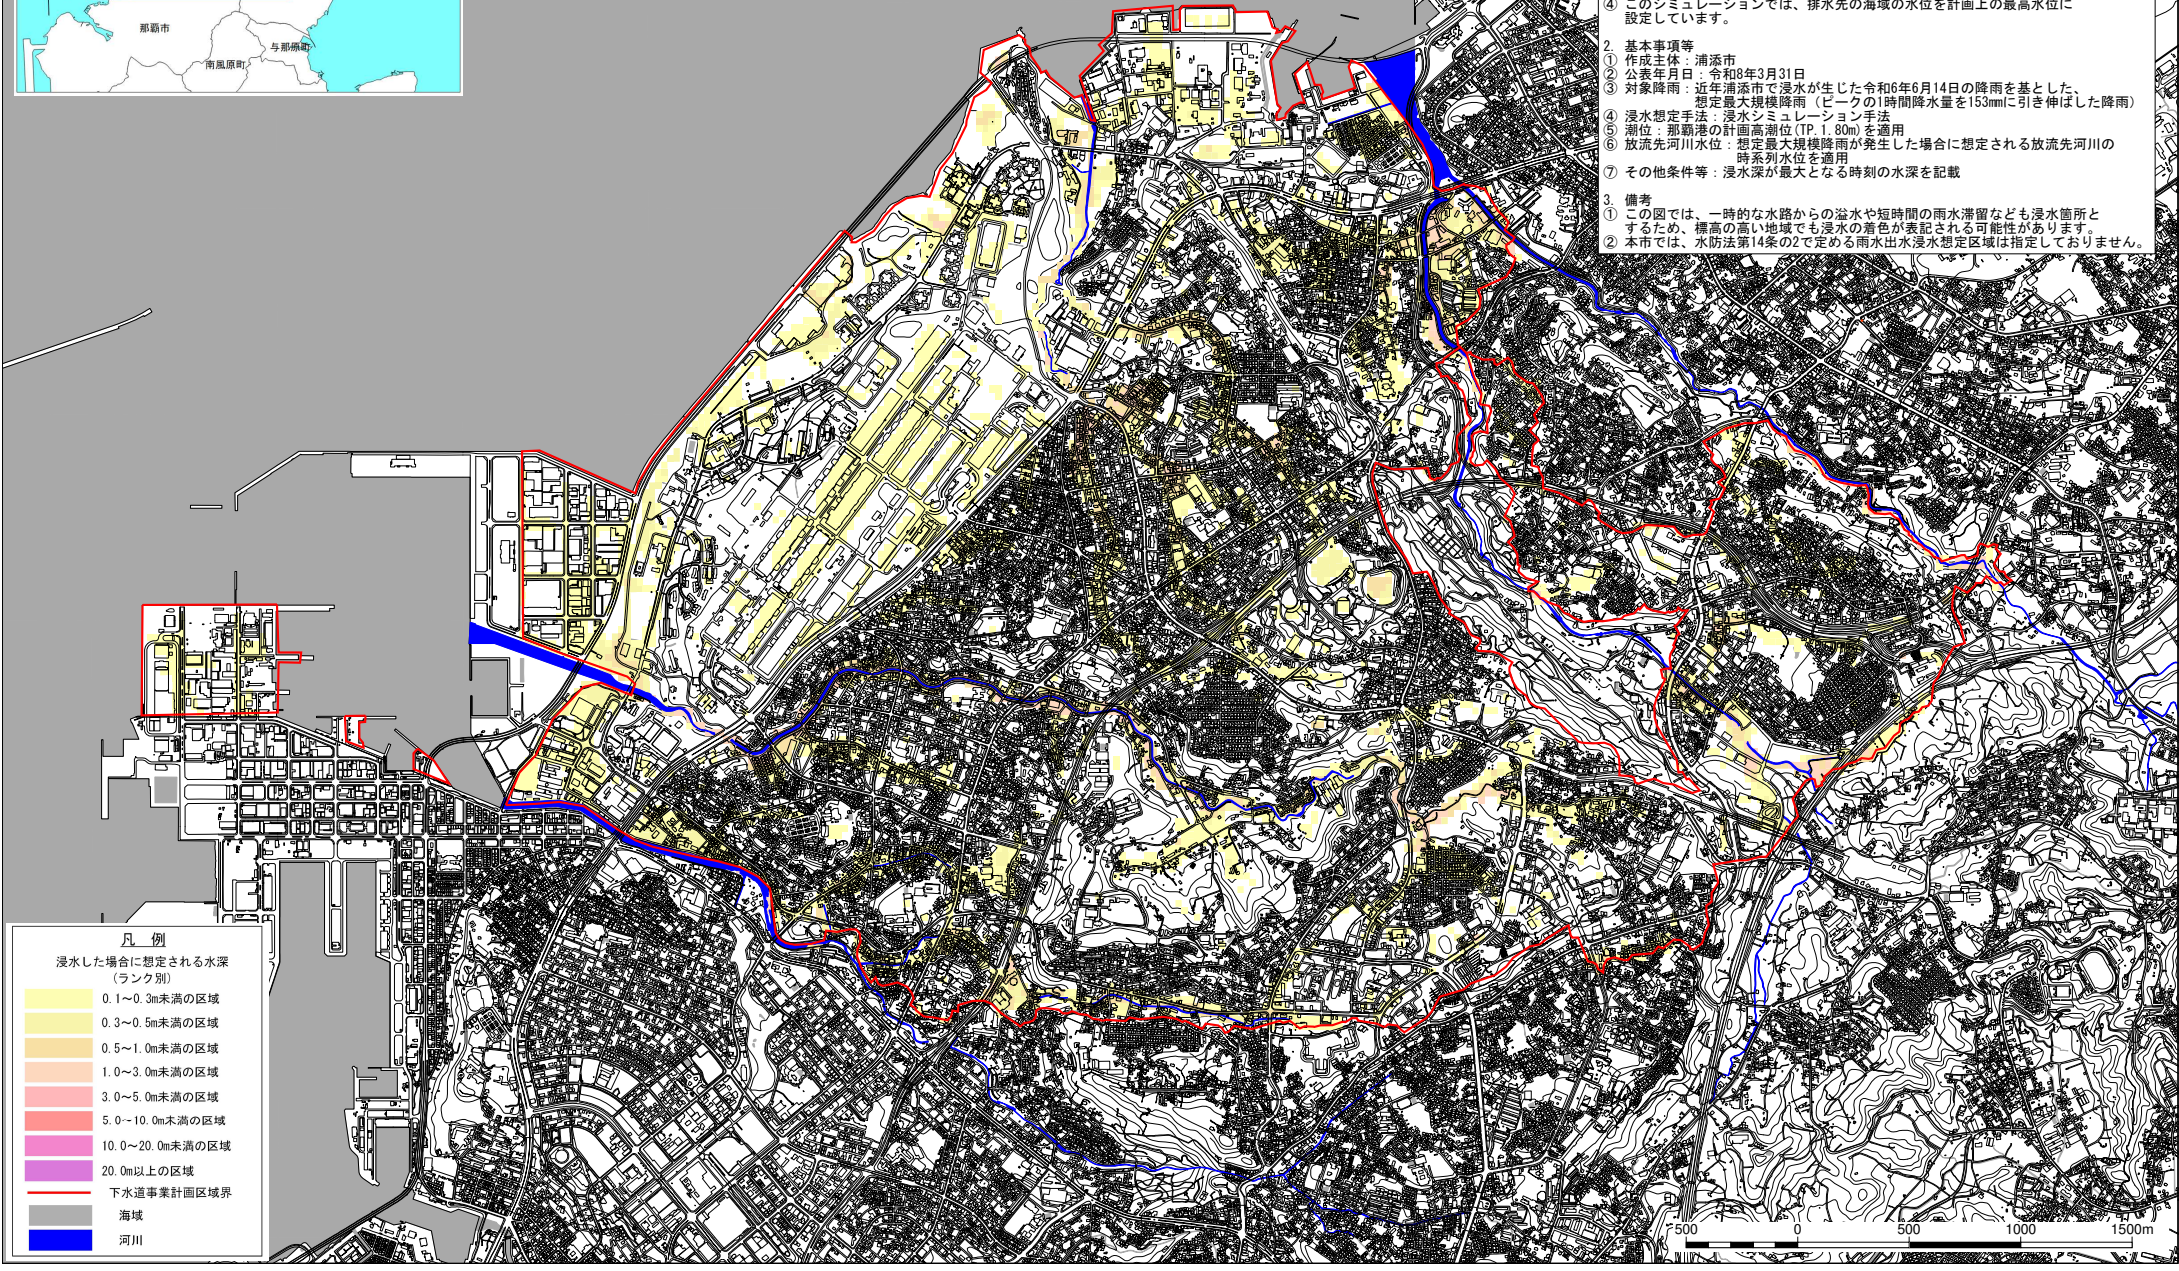 那覇市
与那原町
南風原町
④ このシミュレーションでは、排水先の海域の水位を計画上の最高水位に
設定しています。
2. 基本事項等
① 作成主体：浦添市
② 公表年月日：令和8年3月31日
③ 対象降雨：近年浦添市で浸水が生じた令和6年6月14日の降雨を基とした、
想定最大規模降雨（ピークの1時間降水量を153mmに引き伸ばした降雨）
④ 浸水想定手法：浸水シミュレーション手法
⑤ 潮位：那覇港の計画高潮位(TP.1.80m)を適用
⑥ 放流先河川水位：想定最大規模降雨が発生した場合に想定される放流先河川の
時系列水位を適用
⑦ その他条件等：浸水深が最大となる時刻の水深を記載
3. 備考
① この図では、一時的な水路からの溢水や短時間の雨水滞留なども浸水箇所と
するため、標高の高い地域でも浸水の着色が表記される可能性があります。
② 本市では、水防法第14条の2で定める雨水出水浸水想定区域は指定しておりません。
凡 例
浸水した場合に想定される水深
(ランク別)
0.1～0.3m未満の区域
0.3～0.5m未満の区域
0.5～1.0m未満の区域
1.0～3.0m未満の区域
3.0～5.0m未満の区域
5.0～10.0m未満の区域
10.0～20.0m未満の区域
20.0m以上の区域
下水道事業計画区域界
海域
河川
500 0 500 1000 1500m